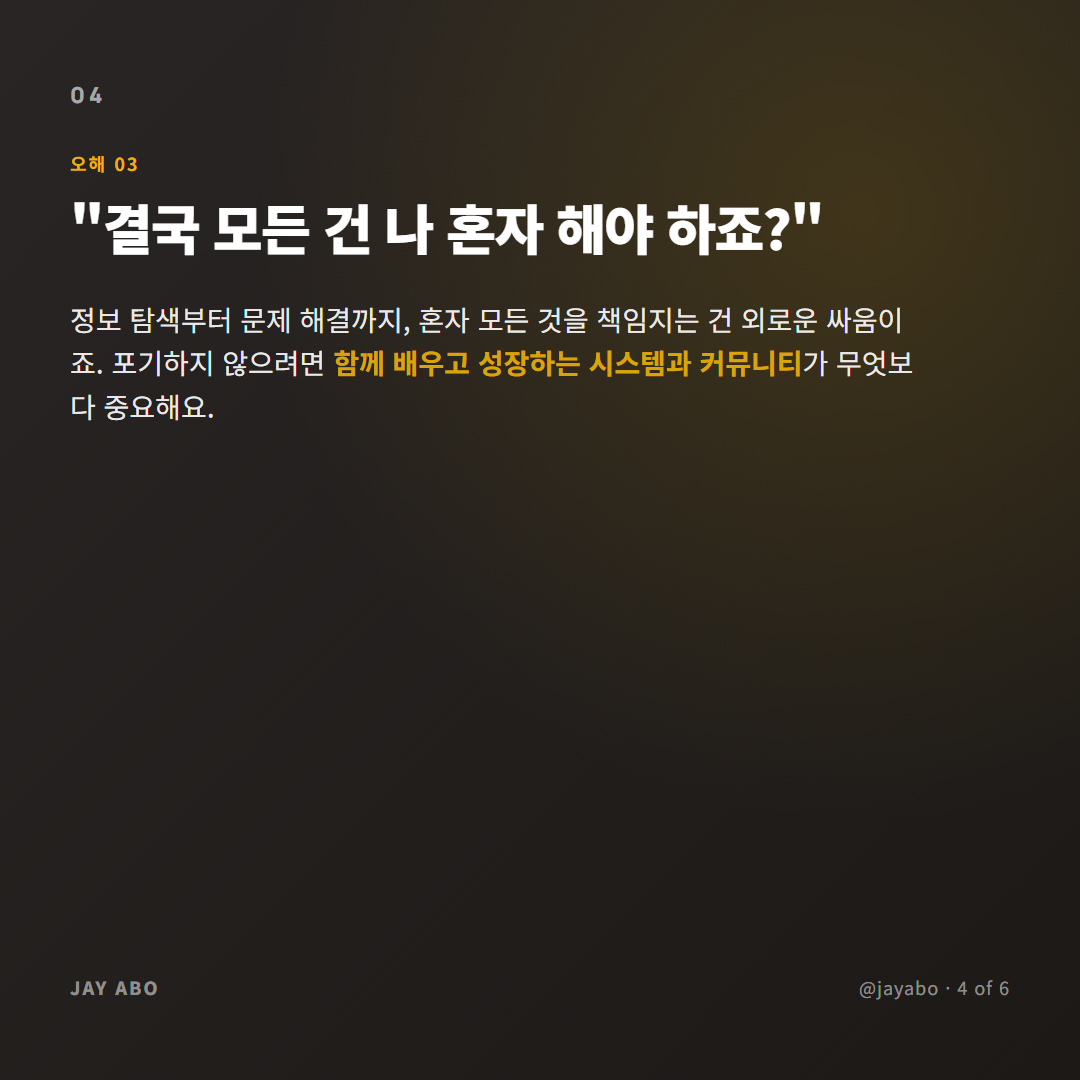 04
오해 03
"결국 모든 건 나 혼자 해야 하죠?"
정보 탐색부터 문제 해결까지, 혼자 모든 것을 책임지는 건 외로운 싸움이
죠. 포기하지 않으려면 함께 배우고 성장하는 시스템과 커뮤니티가 무엇보
다 중요해요.
JAY ABO
@jayabo · 4 of 6